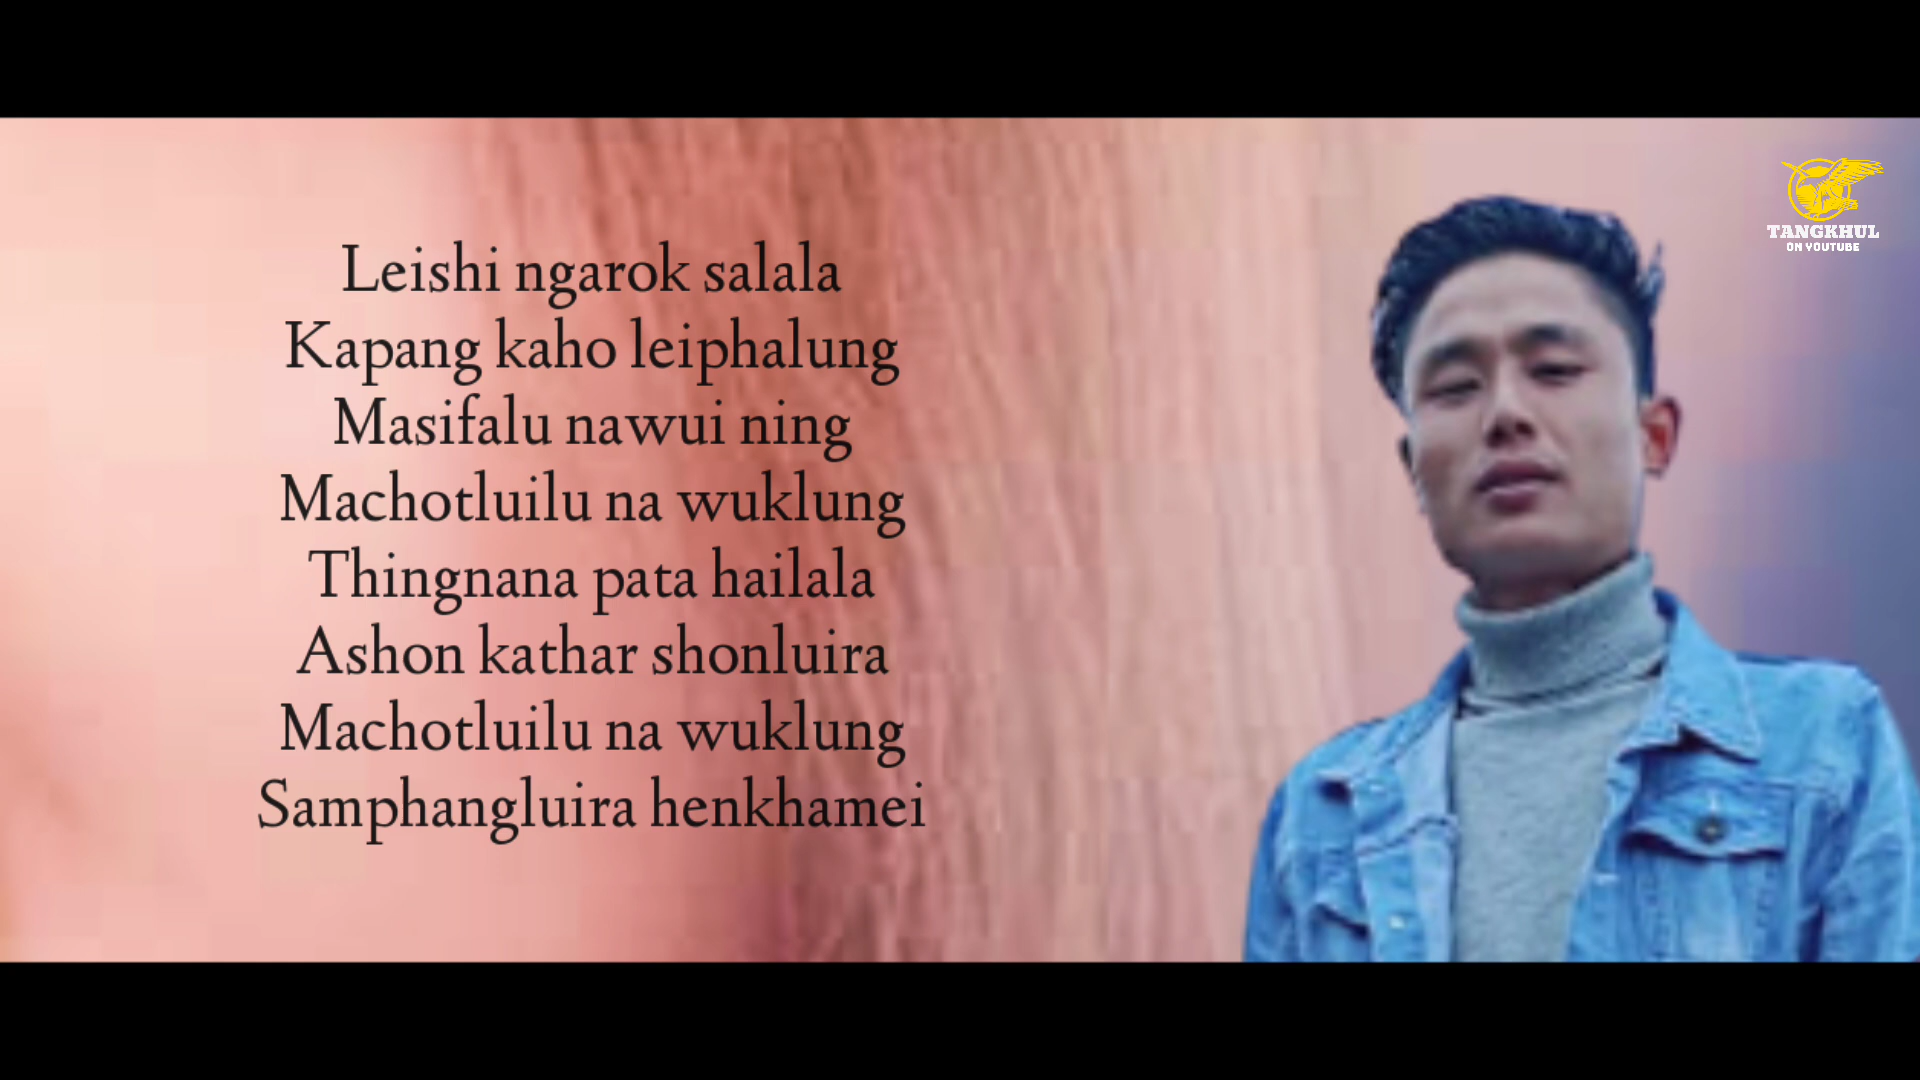 Leishi ngarok salala
Kapang kaho leiphalung
Masifalu nawui ning
Machotluilu na wuklung
Thingnana pata hailala
Ashon kathar shonluira
Machotluilu na wuklung
Samphangluira henkhamei
TANGKHUL
ON YOUTUBE